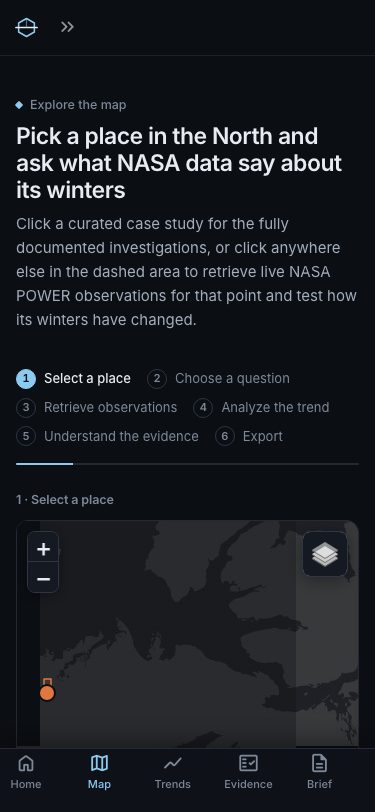 Explore the map
Pick a place in the North and
ask what NASA data say about
its winters
Click a curated case study for the fully
documented investigations, or click anywhere
else in the dashed area to retrieve live NASA
POWER observations for that point and test how
its winters have changed.
1 Select a place 2 Choose a question
3 Retrieve observations 4 Analyze the trend
5 Understand the evidence 6 Export
1 · Select a place
+
−
Home Map Trends Evidence Brief